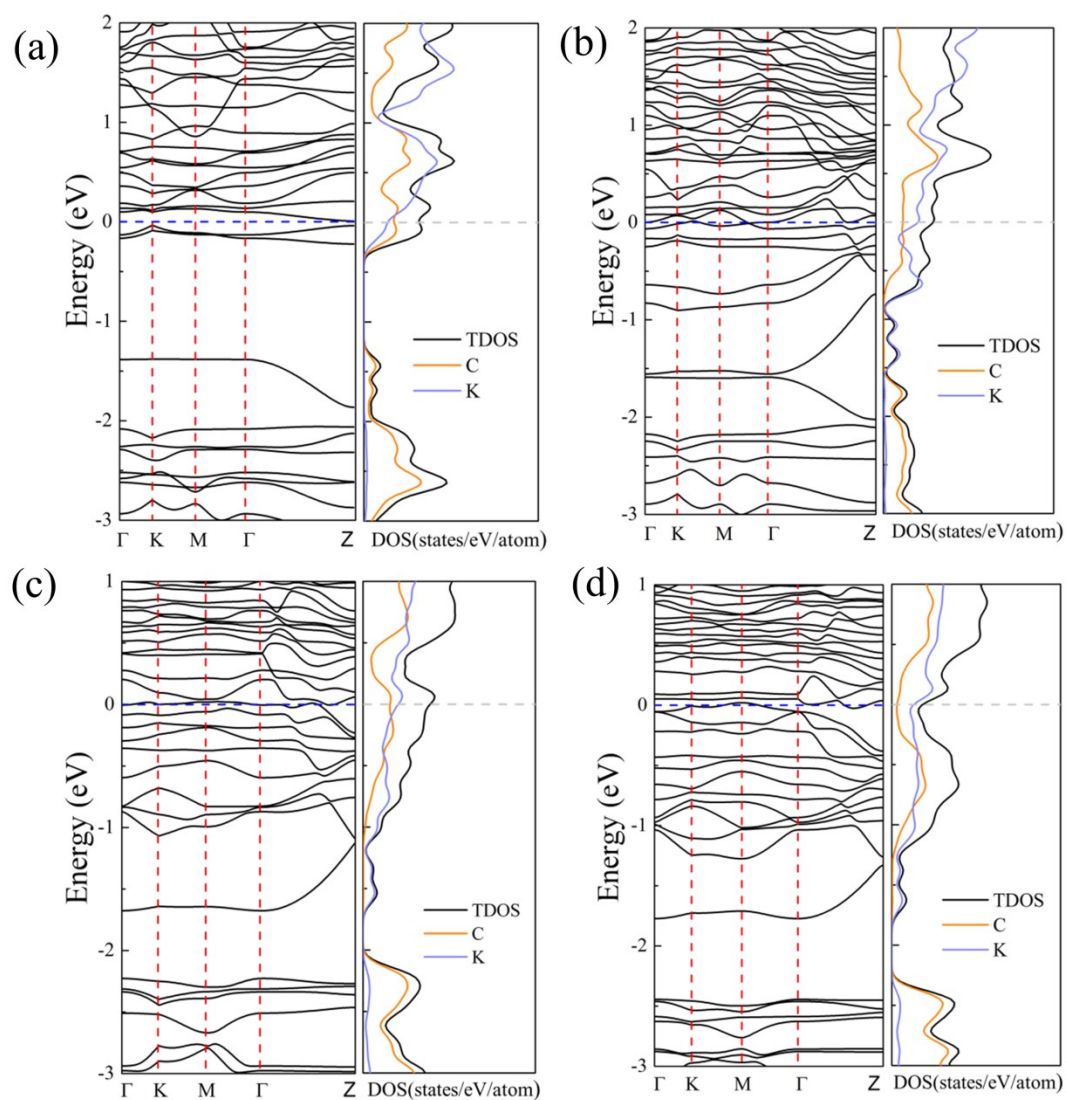 (a)
Energy (eV)
2
1
0
-1
-2
-3
Γ K M Γ Z
TDOS
C
K
DOS(states/eV/atom)
(b)
Energy (eV)
2
1
0
-1
-2
-3
Γ K M Γ Z
TDOS
C
K
DOS(states/eV/atom)
(c)
Energy (eV)
1
0
-1
-2
-3
Γ K M Γ Z
TDOS
C
K
DOS(states/eV/atom)
(d)
Energy (eV)
1
0
-1
-2
-3
Γ K M Γ Z
TDOS
C
K
DOS(states/eV/atom)